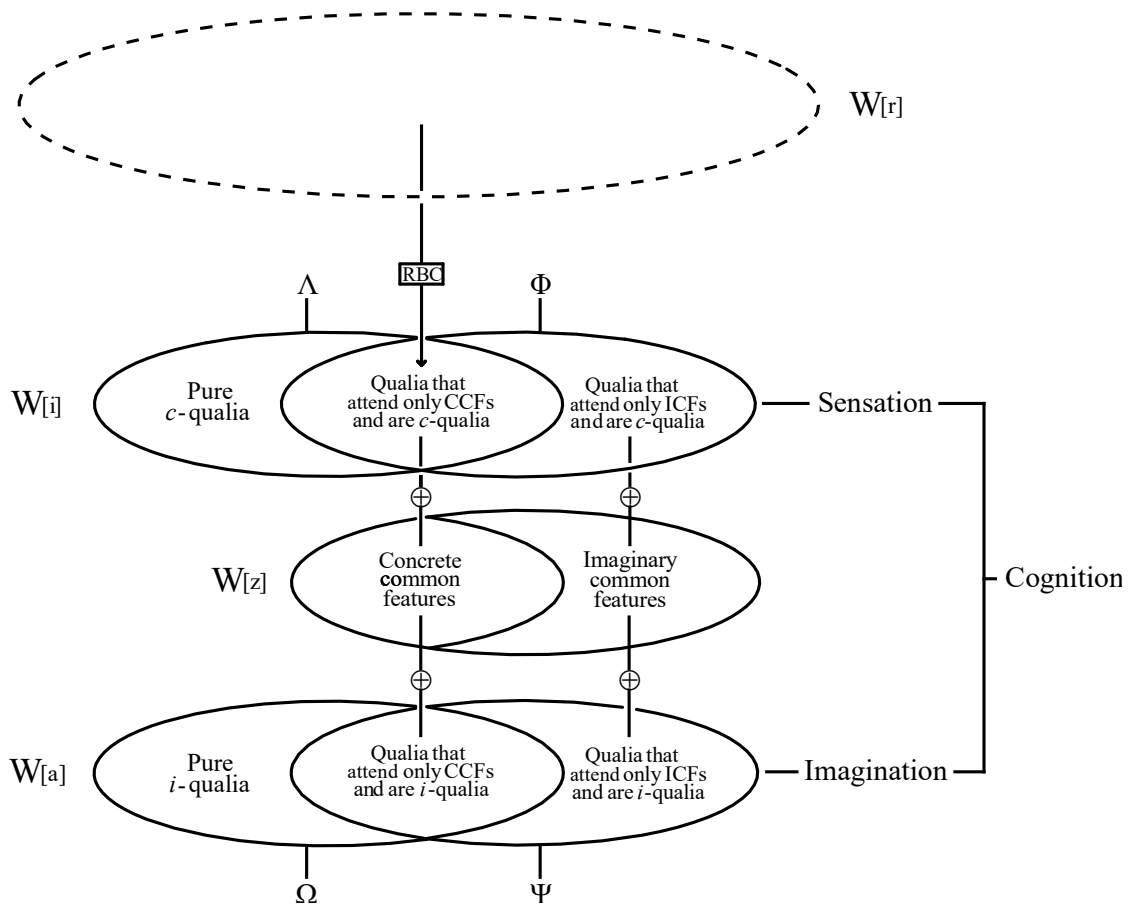 W[r]
RBC
Λ
Φ
W[i]
Pure
c-qualia
Qualia that
attend only CCFs
and are c-qualia
Qualia that
attend only ICFs
and are c-qualia
Sensation
W[z]
Concrete
common
features
Imaginary
common
features
Cognition
W[a]
Pure
i-qualia
Qualia that
attend only CCFs
and are i-qualia
Qualia that
attend only ICFs
and are i-qualia
Imagination
Ω
Ψ